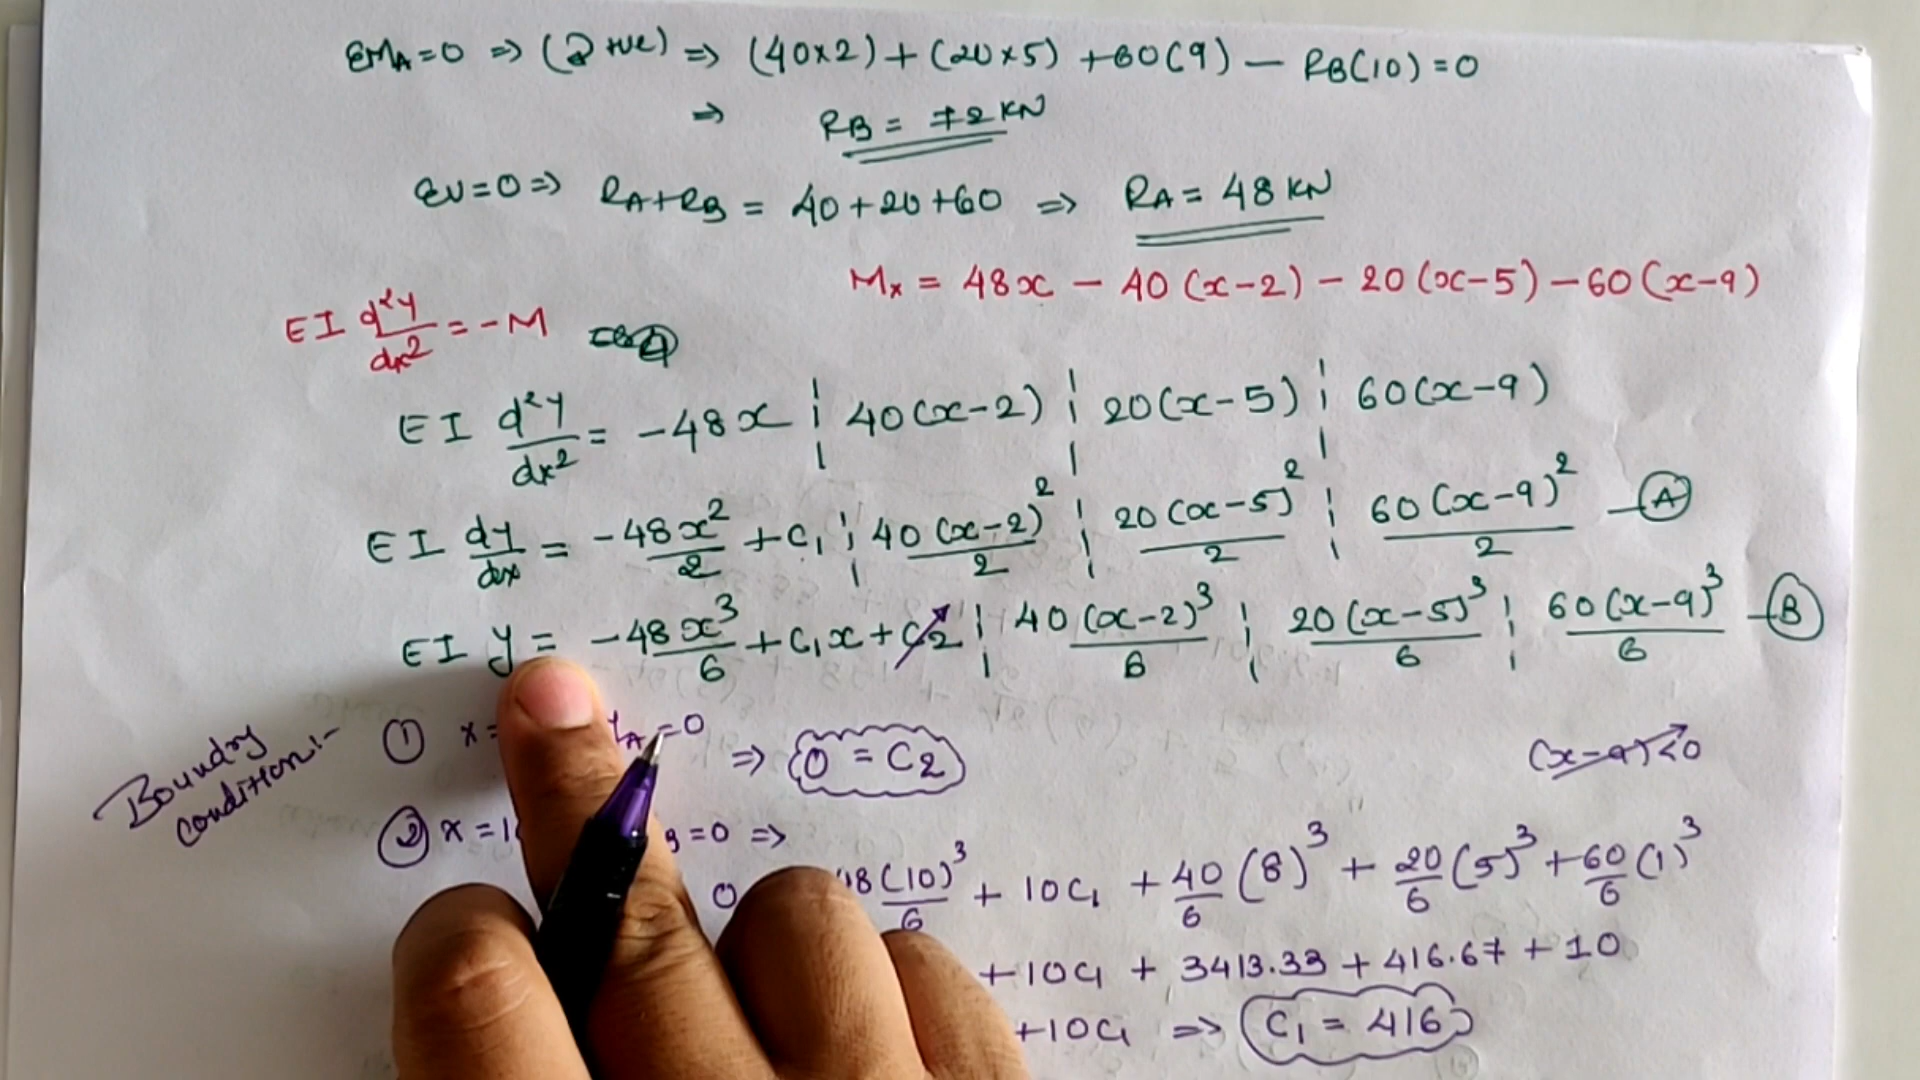 ΣMA=0 => (↻ +ve) => (40x2) + (20x5) + 60(9) - RB(10) = 0
=> RB = 72 KN
ΣV=0 => RA+RB = 40+20+60 => RA = 48 KN
Mx = 48x - 40(x-2) - 20(x-5) - 60(x-9)
EI d²y/dx² = -M
EI d²y/dx² = -48x ¦ 40(x-2) ¦ 20(x-5) ¦ 60(x-9)
EI dy/dx = -48x²/2 + C₁ ¦ 40(x-2)²/2 ¦ 20(x-5)²/2 ¦ 60(x-9)²/2 — (A)
EI y = -48x³/6 + C₁x + C₂ ¦ 40(x-2)³/6 ¦ 20(x-5)³/6 ¦ 60(x-9)³/6 — (B)
Boundry condition:-
(1) x= yA=0 => 0 = C₂ (x-9)<0
(2) x=1 =0 =>
0 48(10)³/6 + 10C₁ + 40/6 (8)³ + 20/6 (5)³ + 60/6 (1)³
+10C₁ + 3413.33 + 416.67 + 10
+10C₁ => C₁ = 416